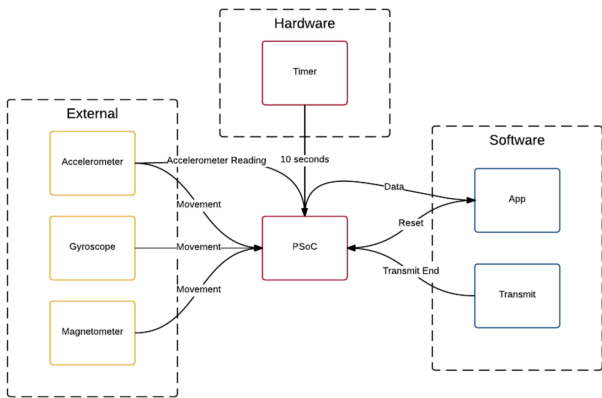 Hardware
Timer
External
Accelerometer
Accelerometer Reading
10 seconds
Software
Data
App
Movement
Reset
Gyroscope
Movement
PSoC
Transmit End
Movement
Transmit
Magnetometer